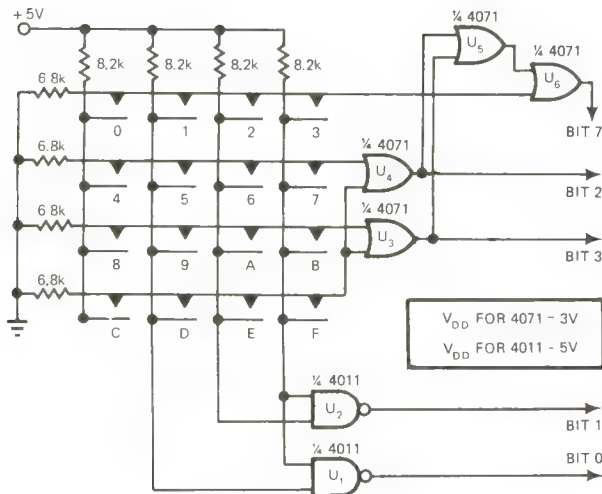 + 5V
¼ 4071
U5
¼ 4071
8.2k 8.2k 8.2k 8.2k
U6
6.8k
0 1 2 3
BIT 7
6.8k
¼ 4071
U4
BIT 2
4 5 6 7
6.8k
¼ 4071
U3
BIT 3
8 9 A B
6.8k
C D E F
VDD FOR 4071 - 3V
VDD FOR 4011 - 5V
¼ 4011
U2
BIT 1
¼ 4011
U1
BIT 0